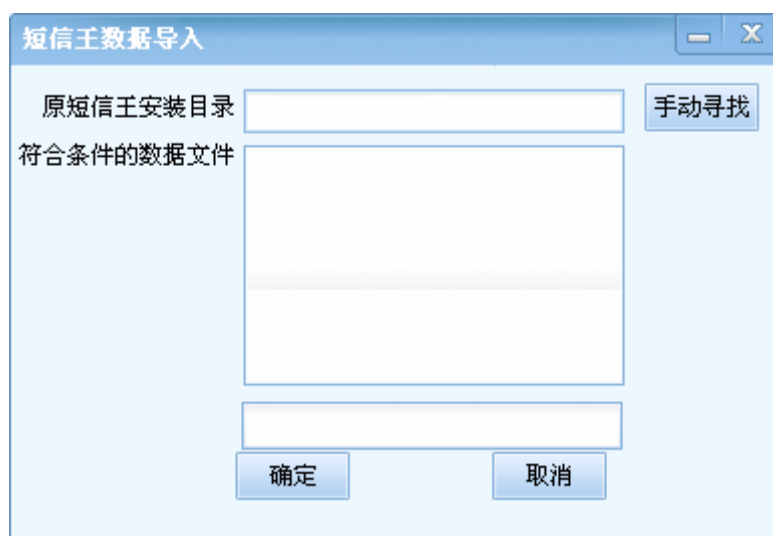 短信王数据导入
原短信王安装目录
手动寻找
符合条件的数据文件
确定
取消